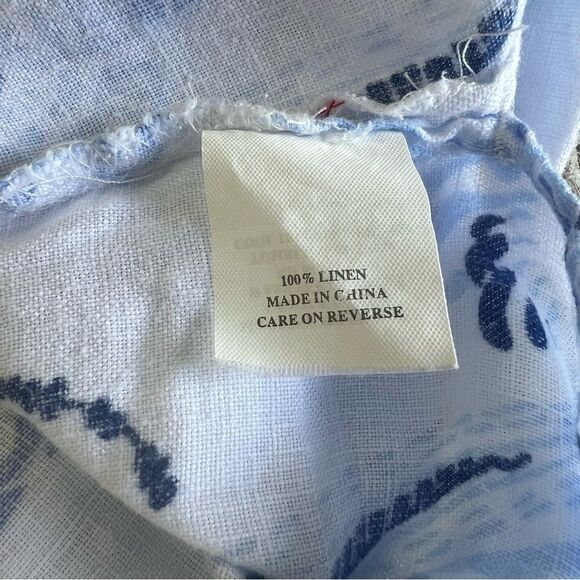 100% LINEN
MADE IN CHINA
CARE ON REVERSE